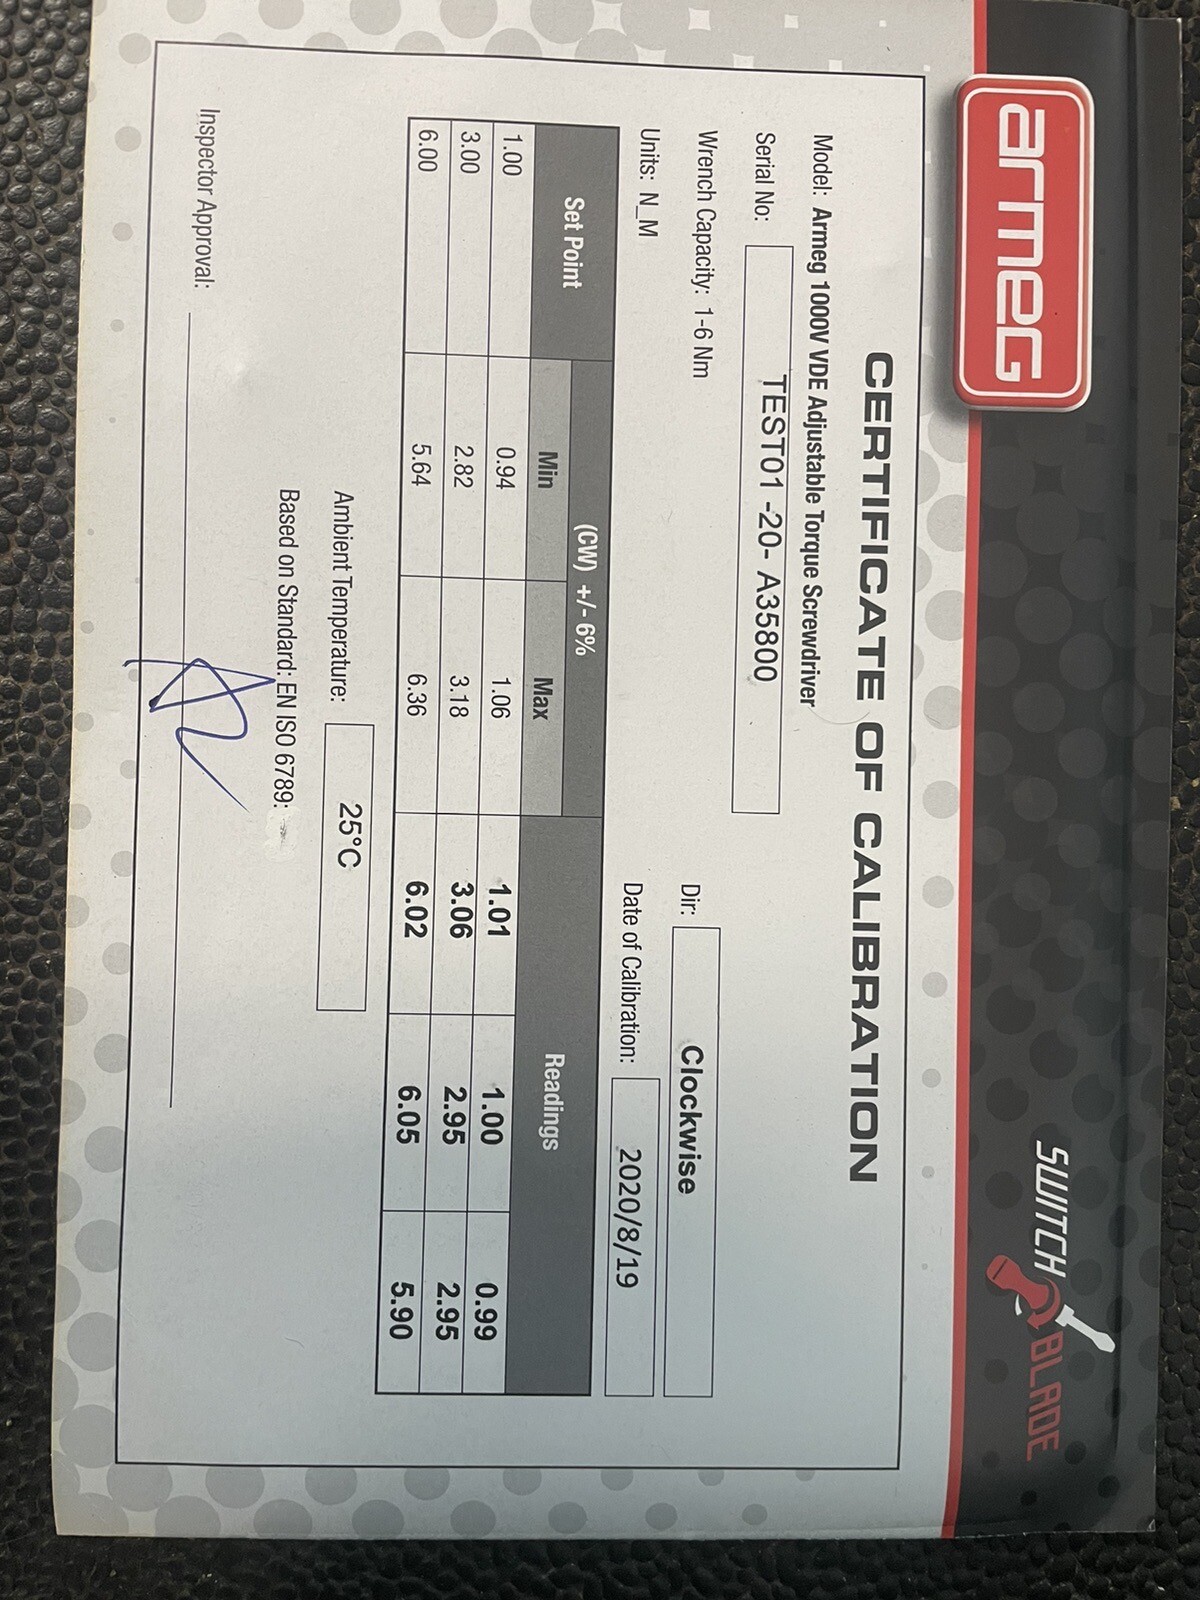 armeg
SWITCH BLADE
CERTIFICATE OF CALIBRATION
Model: Armeg 1000V VDE Adjustable Torque Screwdriver
Serial No: TEST01 -20- A35800
Wrench Capacity: 1-6 Nm
Dir: Clockwise
Units: N_M
Date of Calibration: 2020/8/19
Set Point (CW) +/- 6% Readings
Min Max
1.00 0.94 1.06 1.01 1.00 0.99
3.00 2.82 3.18 3.06 2.95 2.95
6.00 5.64 6.36 6.02 6.05 5.90
Ambient Temperature: 25°C
Based on Standard: EN ISO 6789:
Inspector Approval: